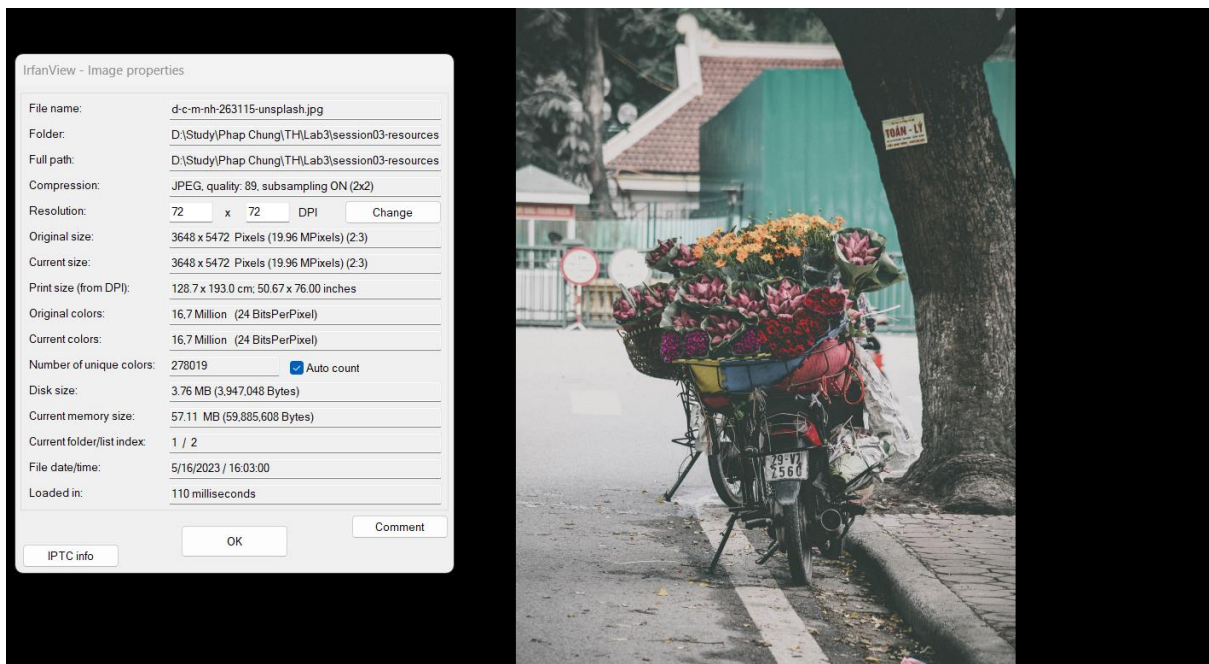 IrfanView - Image properties
File name: d-c-m-nh-263115-unsplash.jpg
Folder: D:\Study\Phap Chung\TH\Lab3\session03-resources
Full path: D:\Study\Phap Chung\TH\Lab3\session03-resources
Compression: JPEG, quality: 89, subsampling ON (2x2)
Resolution: 72 x 72 DPI Change
Original size: 3648 x 5472 Pixels (19.96 MPixels) (2:3)
Current size: 3648 x 5472 Pixels (19.96 MPixels) (2:3)
Print size (from DPI): 128.7 x 193.0 cm; 50.67 x 76.00 inches
Original colors: 16,7 Million (24 BitsPerPixel)
Current colors: 16,7 Million (24 BitsPerPixel)
Number of unique colors: 278019 Auto count
Disk size: 3.76 MB (3,947,048 Bytes)
Current memory size: 57.11 MB (59,885,608 Bytes)
Current folder/list index: 1 / 2
File date/time: 5/16/2023 / 16:03:00
Loaded in: 110 milliseconds
Comment
OK
IPTC info
TOÁN - LÝ
29-V7
2560